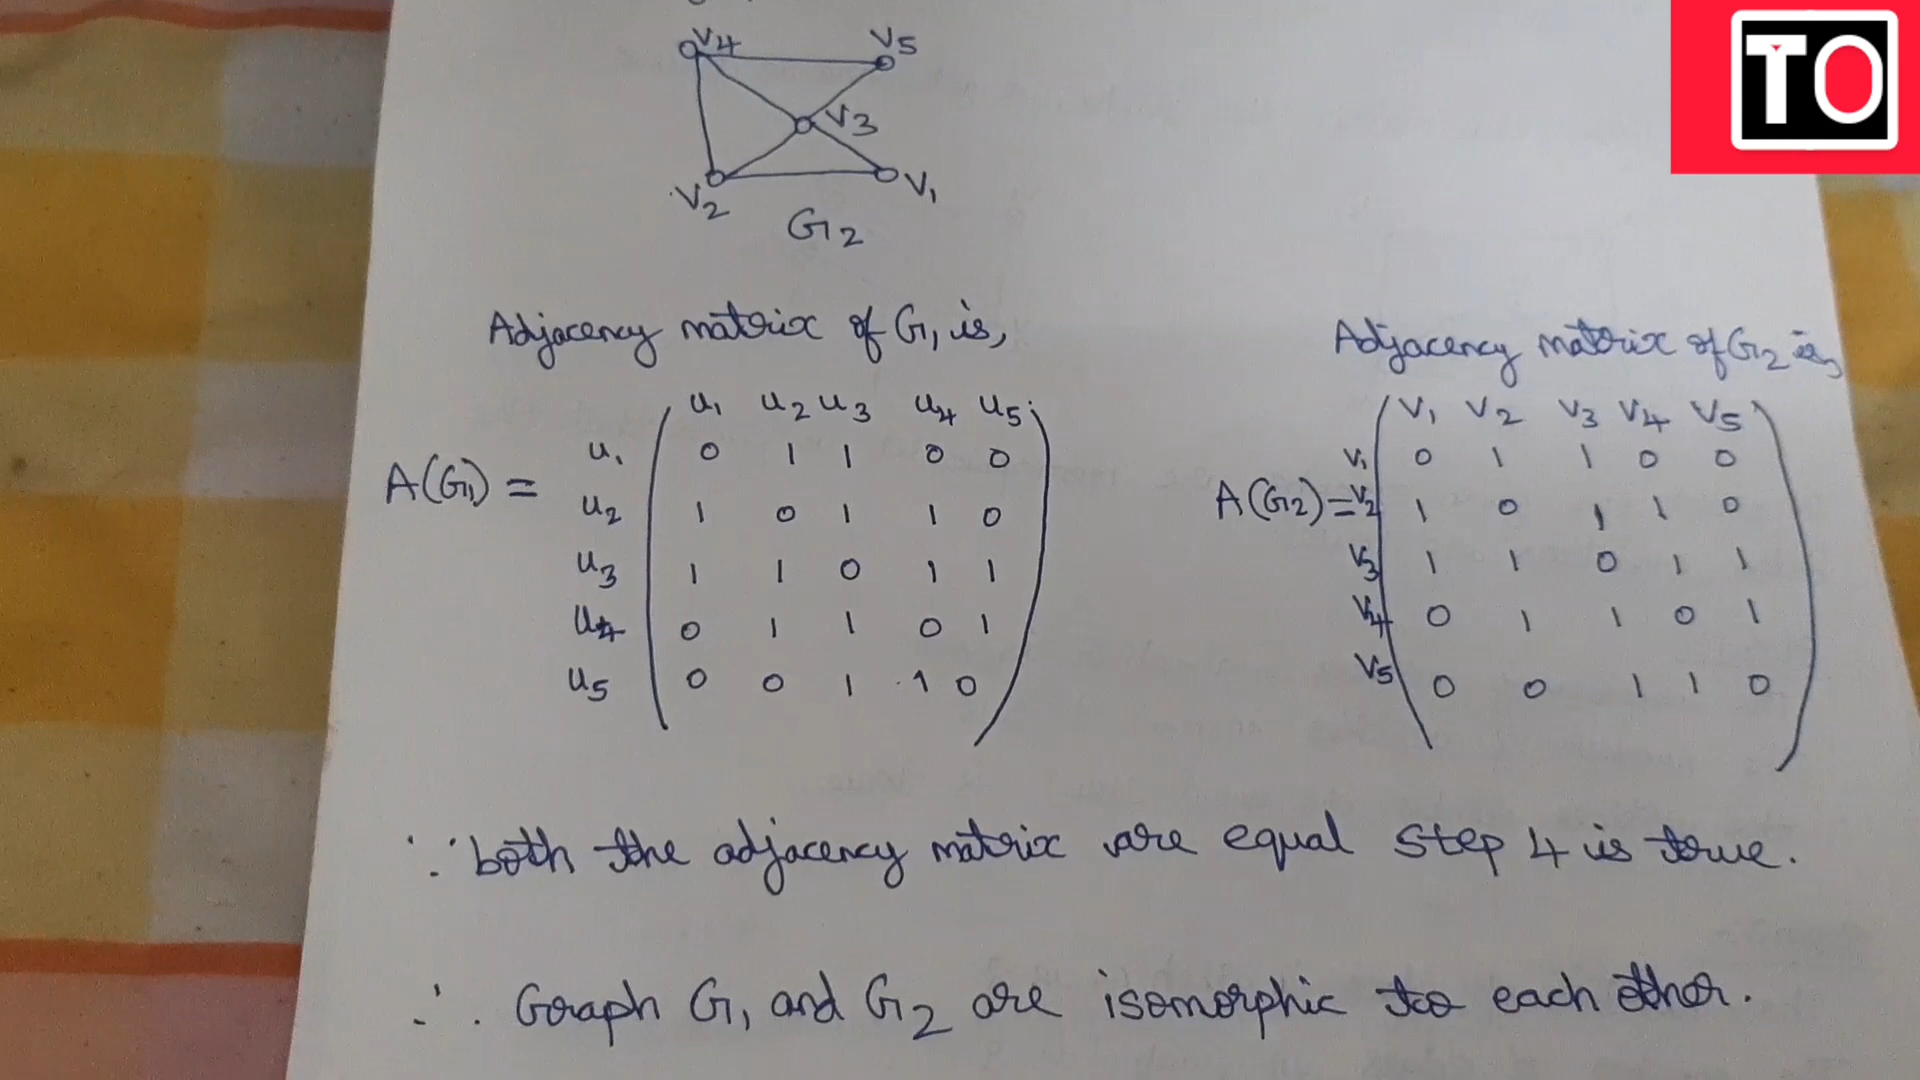 TO
V4 V5
V3
V2 V1
G2
Adjacency matrix of G1 is, Adjacency matrix of G2 is,
u1 u2 u3 u4 u5 V1 V2 V3 V4 V5
u1 0 1 1 0 0 V1 0 1 1 0 0
A(G1) = u2 1 0 1 1 0 A(G2) = V2 1 0 1 1 0
u3 1 1 0 1 1 V3 1 1 0 1 1
u4 0 1 1 0 1 V4 0 1 1 0 1
u5 0 0 1 1 0 V5 0 0 1 1 0
∵ both the adjacency matrix are equal step 4 is true.
∴ Graph G1 and G2 are isomorphic to each other.